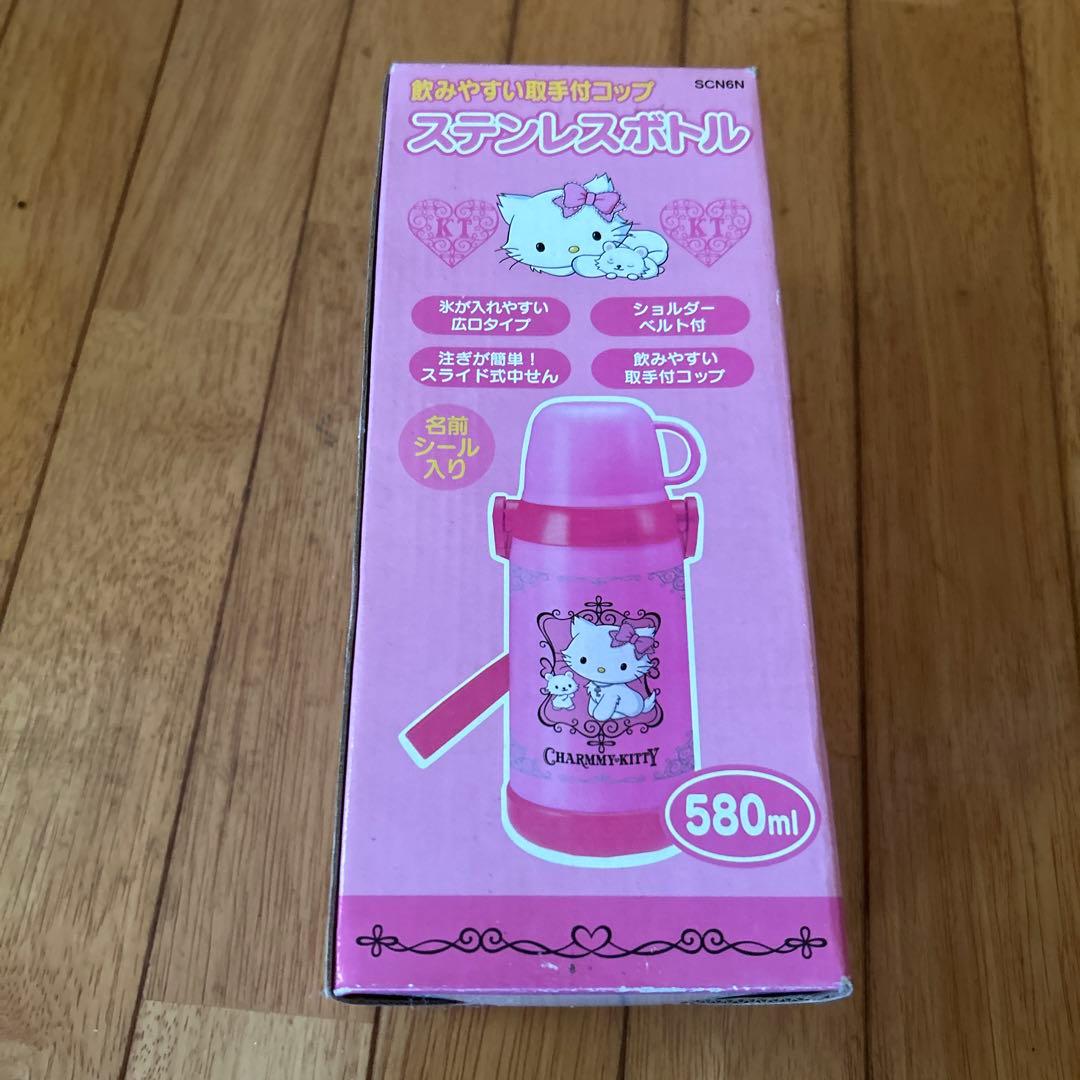 SCN6N
飲みやすい取手付コップ
ステンレスボトル
KT
KT
氷が入れやすい
広口タイプ
ショルダー
ベルト付
注ぎが簡単！
スライド式中せん
飲みやすい
取手付コップ
名前
シール
入り
CHARMMY♥KITTY
580ml